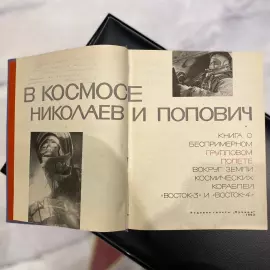 В КОСМОСЕ
НИКОЛАЕВ И ПОПОВИЧ
КНИГА О
БЕСПРИМЕРНОМ
ГРУППОВОМ
ПОЛЕТЕ
ВОКРУГ ЗЕМЛИ
КОСМИЧЕСКИХ
КОРАБЛЕЙ
«ВОСТОК-3» И «ВОСТОК-4»